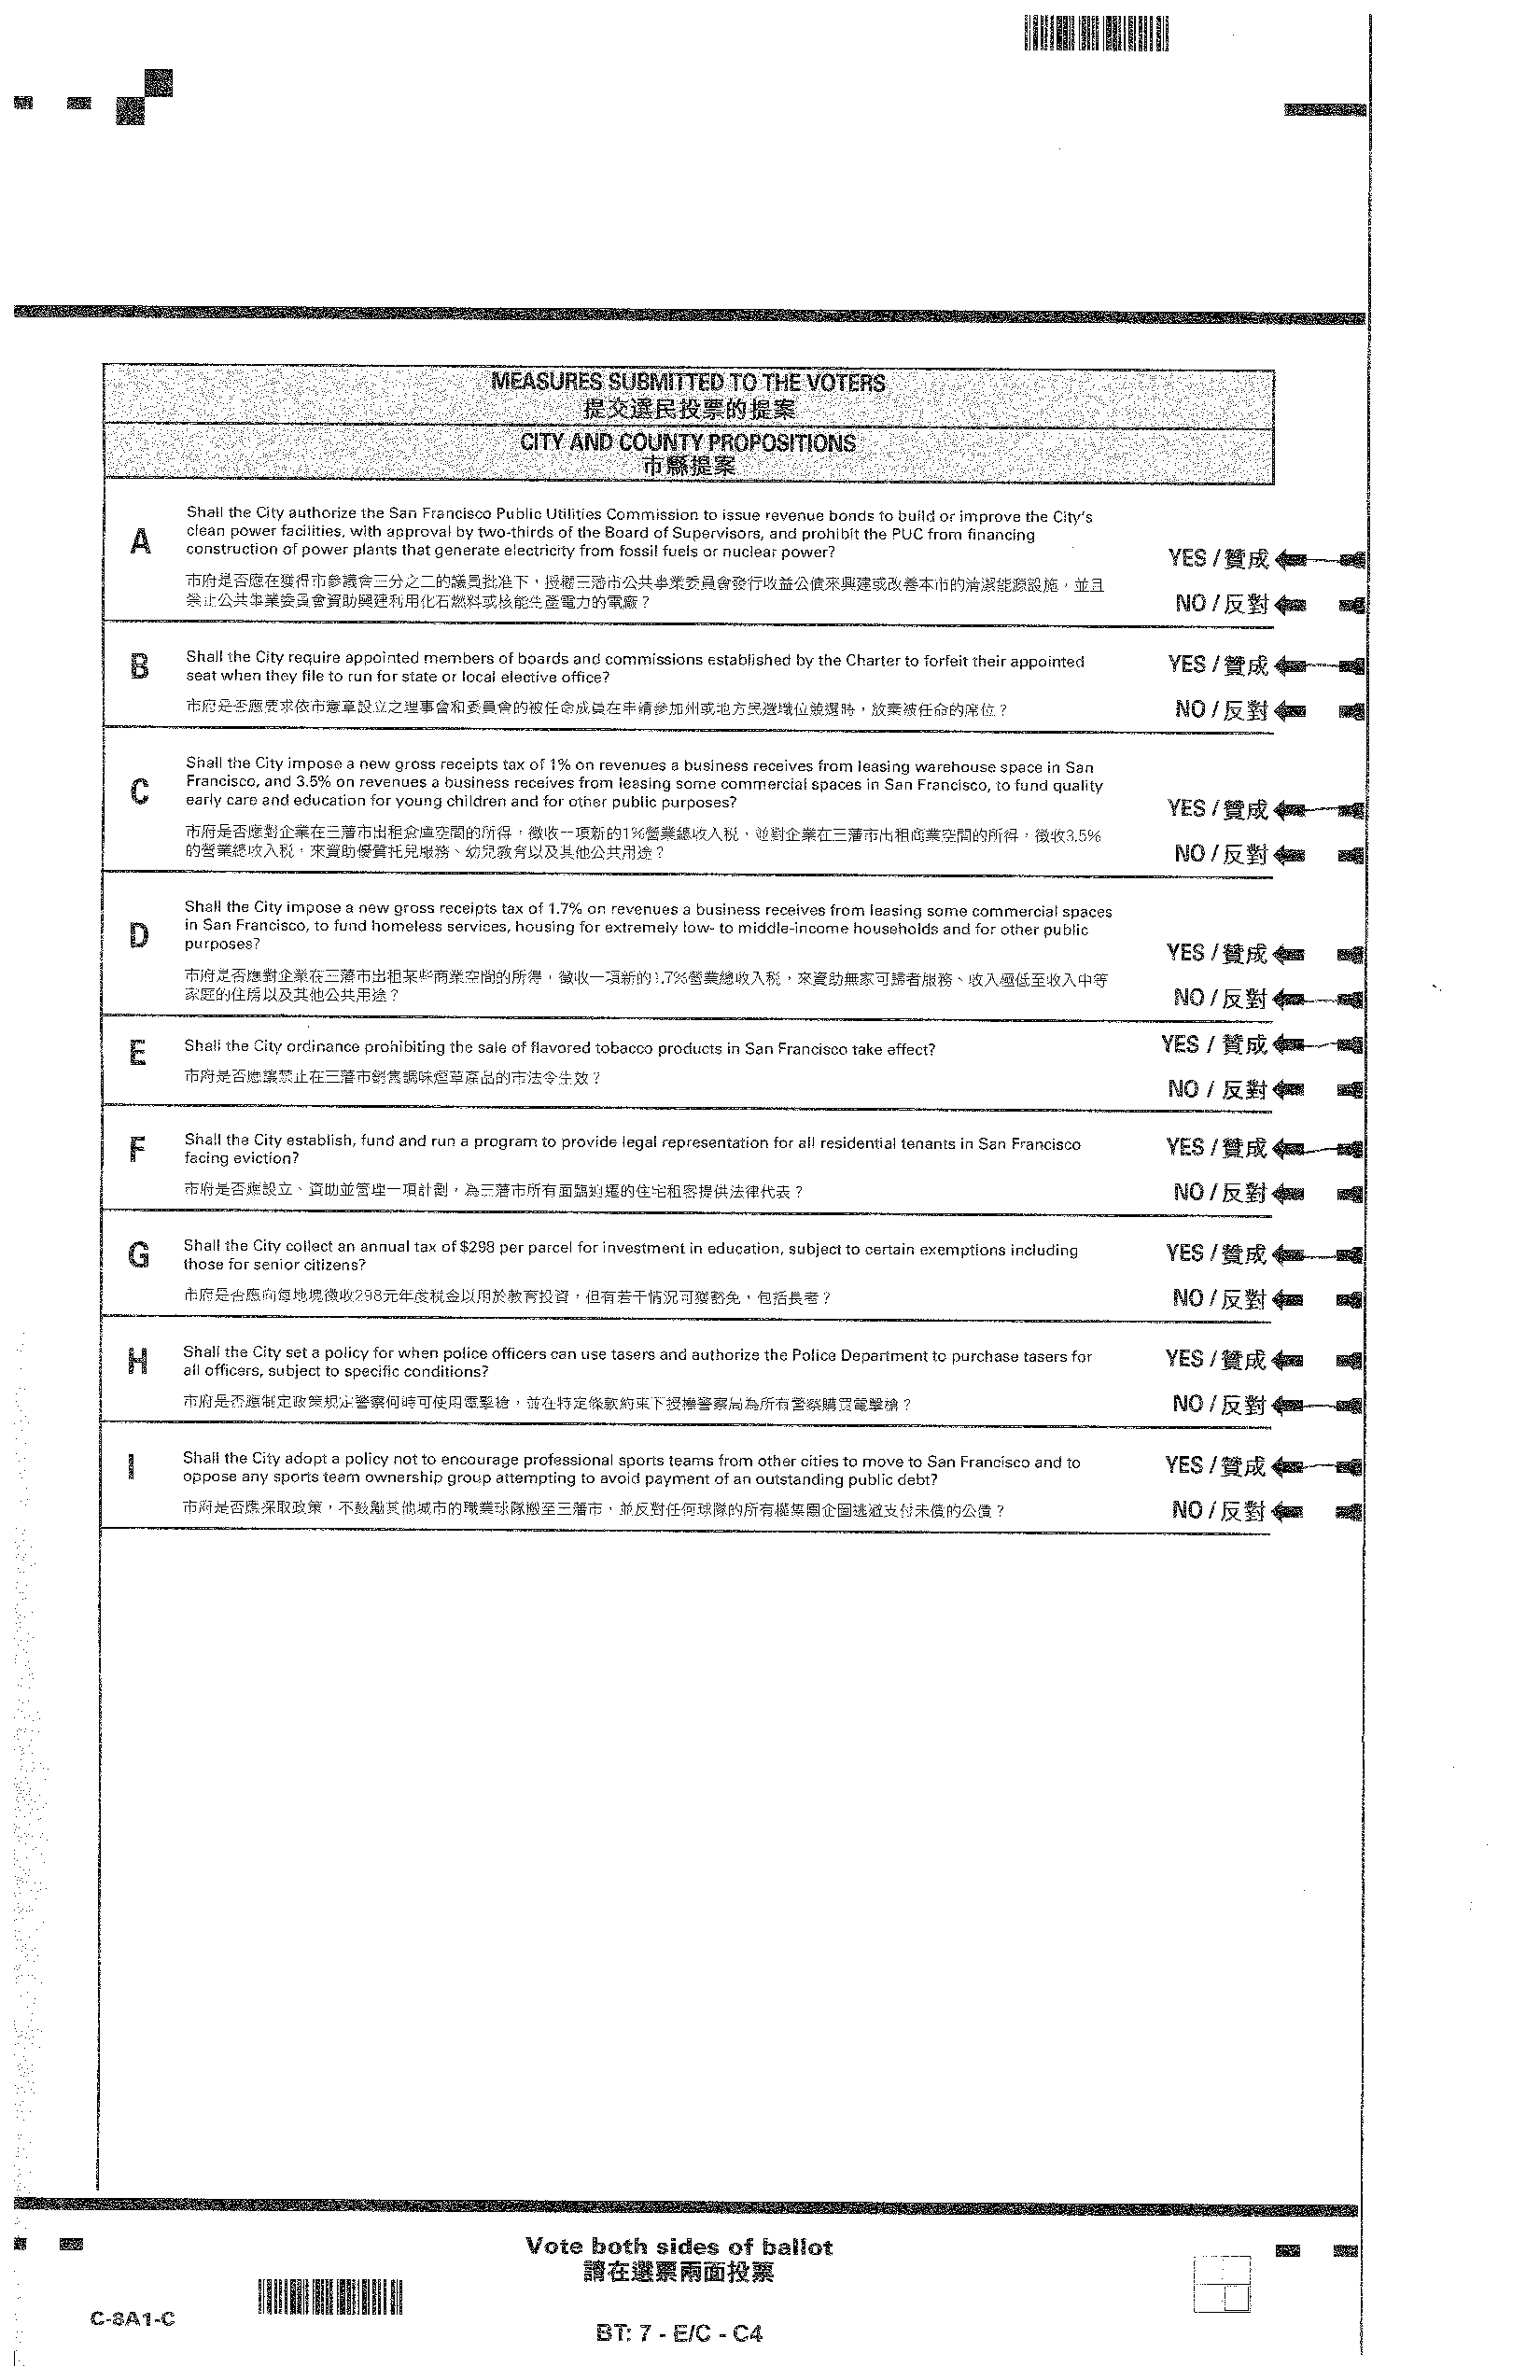 MEASURES SUBMITTED TO THE VOTERS
提交選民投票的提案
CITY AND COUNTY PROPOSITIONS
市縣提案
A
Shall the City authorize the San Francisco Public Utilities Commission to issue revenue bonds to build or improve the City's
clean power facilities, with approval by two-thirds of the Board of Supervisors, and prohibit the PUC from financing
construction of power plants that generate electricity from fossil fuels or nuclear power?
市府是否應在獲得市參議會三分之二的議員批准下，授權三藩市公共事業委員會發行收益公債來興建或改善本市的清潔能源設施，並且
禁止公共事業委員會資助興建利用化石燃料或核能生產電力的電廠？
YES / 贊成
NO / 反對
B
Shall the City require appointed members of boards and commissions established by the Charter to forfeit their appointed
seat when they file to run for state or local elective office?
市府是否應要求依市憲章設立之理事會和委員會的被任命成員在申請參加州或地方民選職位競選時，放棄被任命的席位？
YES / 贊成
NO / 反對
C
Shall the City impose a new gross receipts tax of 1% on revenues a business receives from leasing warehouse space in San
Francisco, and 3.5% on revenues a business receives from leasing some commercial spaces in San Francisco, to fund quality
early care and education for young children and for other public purposes?
市府是否應對企業在三藩市出租倉庫空間的所得，徵收一項新的1%營業總收入税，並對企業在三藩市出租商業空間的所得，徵收3.5%
的營業總收入税，來資助優質托兒服務、幼兒教育以及其他公共用途？
YES / 贊成
NO / 反對
D
Shall the City impose a new gross receipts tax of 1.7% on revenues a business receives from leasing some commercial spaces
in San Francisco, to fund homeless services, housing for extremely low- to middle-income households and for other public
purposes?
市府是否應對企業在三藩市出租某些商業空間的所得，徵收一項新的1.7%營業總收入税，來資助無家可歸者服務、收入極低至收入中等
家庭的住房以及其他公共用途？
YES / 贊成
NO / 反對
E
Shall the City ordinance prohibiting the sale of flavored tobacco products in San Francisco take effect?
市府是否應讓禁止在三藩市銷售調味煙草產品的市法令生效？
YES / 贊成
NO / 反對
F
Shall the City establish, fund and run a program to provide legal representation for all residential tenants in San Francisco
facing eviction?
市府是否應設立、資助並管理一項計劃，為三藩市所有面臨迫遷的住宅租客提供法律代表？
YES / 贊成
NO / 反對
G
Shall the City collect an annual tax of $298 per parcel for investment in education, subject to certain exemptions including
those for senior citizens?
市府是否應向每地塊徵收298元年度税金以用於教育投資，但有若干情況可獲豁免，包括長者？
YES / 贊成
NO / 反對
H
Shall the City set a policy for when police officers can use tasers and authorize the Police Department to purchase tasers for
all officers, subject to specific conditions?
市府是否應制定政策規定警察何時可使用電擊槍，並在特定條款約束下授權警察局為所有警察購買電擊槍？
YES / 贊成
NO / 反對
I
Shall the City adopt a policy not to encourage professional sports teams from other cities to move to San Francisco and to
oppose any sports team ownership group attempting to avoid payment of an outstanding public debt?
市府是否應採取政策，不鼓勵其他城市的職業球隊搬至三藩市，並反對任何球隊的所有權集團企圖逃避支付未償的公債？
YES / 贊成
NO / 反對
Vote both sides of ballot
請在選票兩面投票
C-8A1-C
BT: 7 - E/C - C4